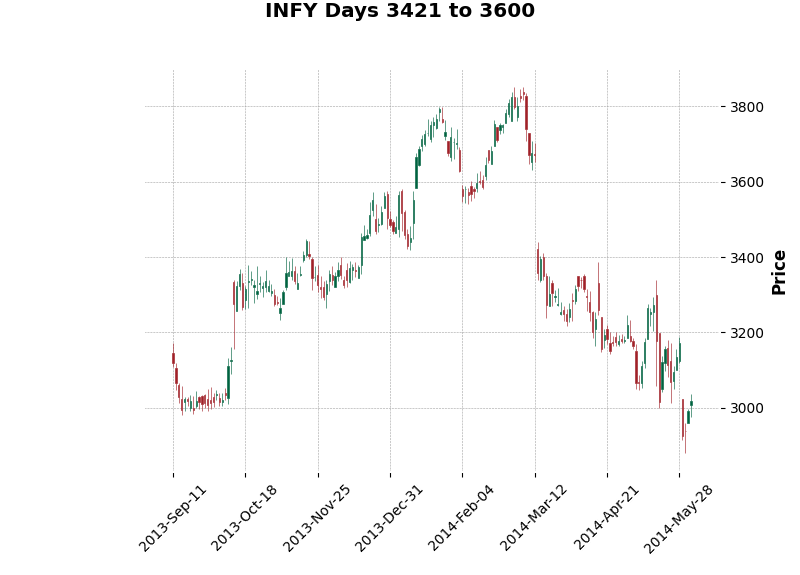 INFY Days 3421 to 3600
3800
3600
3400
3200
3000
Price
2013-Sep-11
2013-Oct-18
2013-Nov-25
2013-Dec-31
2014-Feb-04
2014-Mar-12
2014-Apr-21
2014-May-28